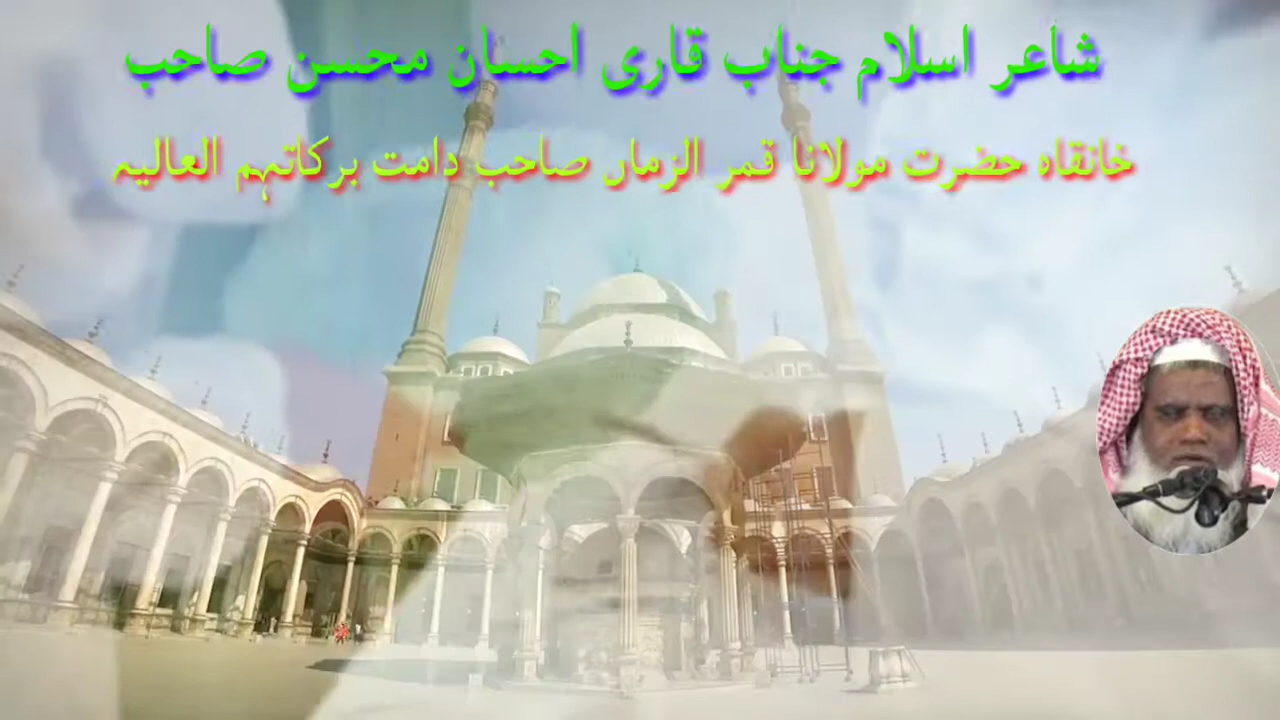 شاعر اسلام جناب قاری احسان محسن صاحب
خانقاہ حضرت مولانا قمر الزماں صاحب دامت برکاتہم العالیہ